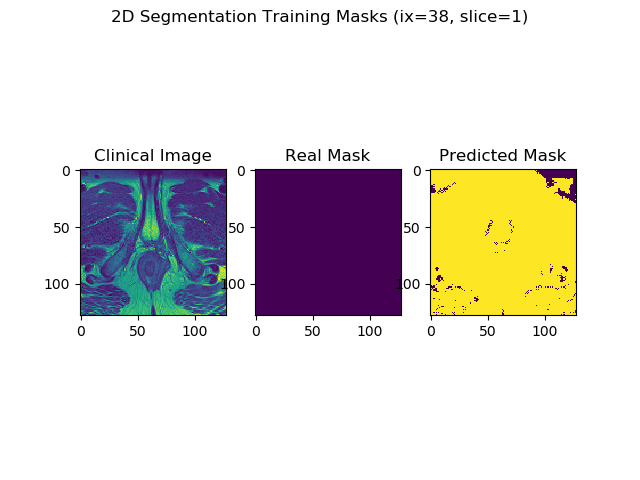 2D Segmentation Training Masks (ix=38, slice=1)
Clinical Image Real Mask Predicted Mask
0 0 0
50 50 50
100 100 100
0 50 100 0 50 100 0 50 100